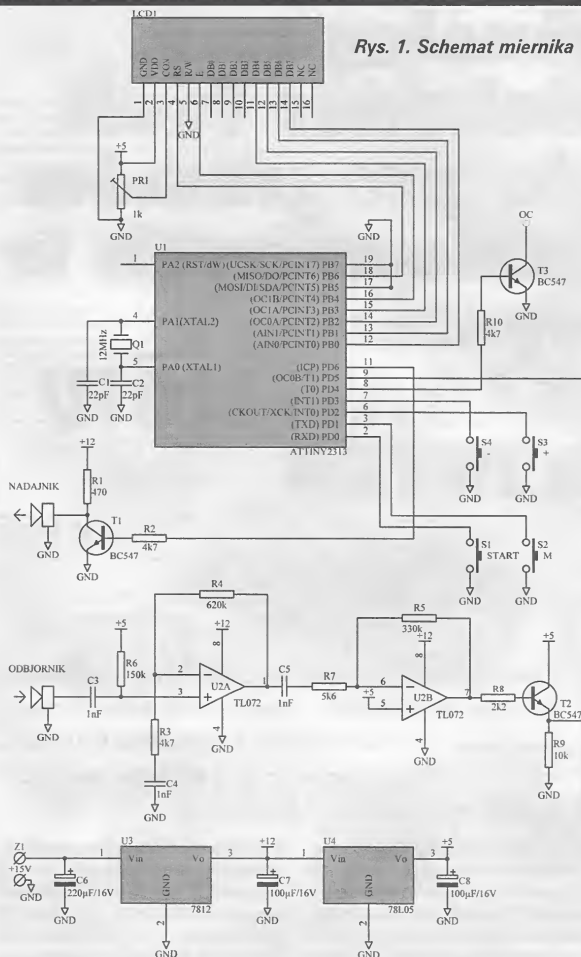 Rys. 1. Schemat miernika
LCD1
GND VDD CON RS R/W E DB0 DB1 DB2 DB3 DB4 DB5 DB6 DB7 NC NC
1 2 3 4 5 6 7 8 9 10 11 12 13 14 15 16
GND
+5
PR1
1k
GND
GND
OC
U1
1 PA2 (RST/dW) (UCSK/SCK/PCINT7) PB7 19
(MISO/DO/PCINT6) PB6 18
(MOSI/DI/SDA/PCINT5) PB5 17
4 PA1(XTAL2) (OC1B/PCINT4) PB4 16
(OC1A/PCINT3) PB3 15
(OC0A/PCINT2) PB2 14
(AIN1/PCINT1) PB1 13
(AIN0/PCINT0) PB0 12
5 PA0 (XTAL1)
(ICP) PD6 11
(OC0B/T1) PD5 9
(T0) PD4 8
(INT1) PD3 7
(CKOUT/XCK/INT0) PD2 6
(TXD) PD1 3
(RXD) PD0 2
ATTINY2313
12MHz Q1
C1
22pF
C2
22pF
GND GND
T3
BC547
GND
R10
4k7
S4
-
S3
+
GND GND
S1
START
S2
M
GND GND
+12
R1
470
NADAJNIK
GND
T1
BC547
GND
R2
4k7
R4
620k
R5
330k
+5
R6
150k
ODBJORNIK
GND
C3
1nF
+12
8
2
3
1
U2A
TL072
4
GND
R3
4k7
C4
1nF
GND
C5
1nF
R7
5k6
+12
8
6
+5
5
7
U2B
TL072
4
GND
R8
2k2
+5
T2
BC547
R9
10k
GND
Z1
+15V
GND
C6
220µF/16V
GND
U3
1 Vin Vo 3
GND
7812
2
GND
+12
C7
100µF/16V
GND
U4
1 Vin Vo 3
GND
78L05
2
GND
+5
C8
100µF/16V
GND